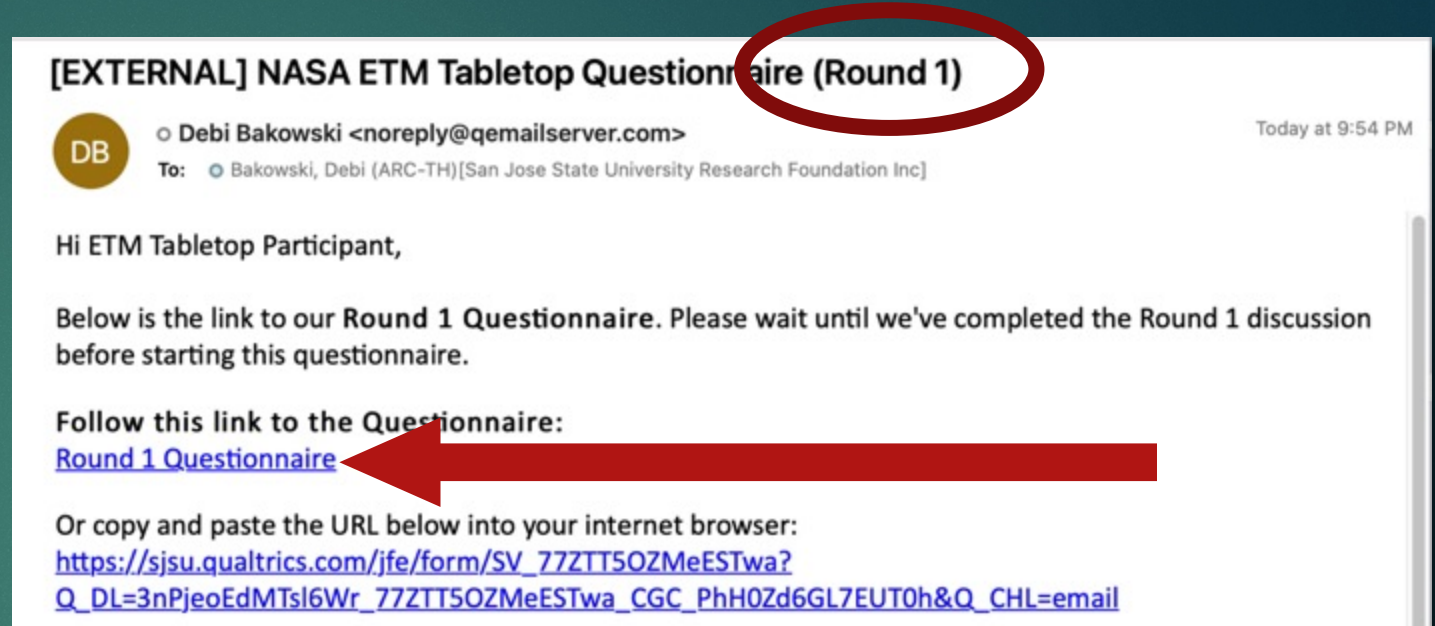 [EXTERNAL] NASA ETM Tabletop Questionnaire (Round 1)
DB
Debi Bakowski <noreply@qemailserver.com>
Today at 9:54 PM
To: Bakowski, Debi (ARC-TH)[San Jose State University Research Foundation Inc]
Hi ETM Tabletop Participant,
Below is the link to our Round 1 Questionnaire. Please wait until we've completed the Round 1 discussion
before starting this questionnaire.
Follow this link to the Questionnaire:
Round 1 Questionnaire
Or copy and paste the URL below into your internet browser:
https://sjsu.qualtrics.com/jfe/form/SV_77ZTT5OZMeESTwa?
Q_DL=3nPjeoEdMTsl6Wr_77ZTT5OZMeESTwa_CGC_PhH0Zd6GL7EUT0h&Q_CHL=email